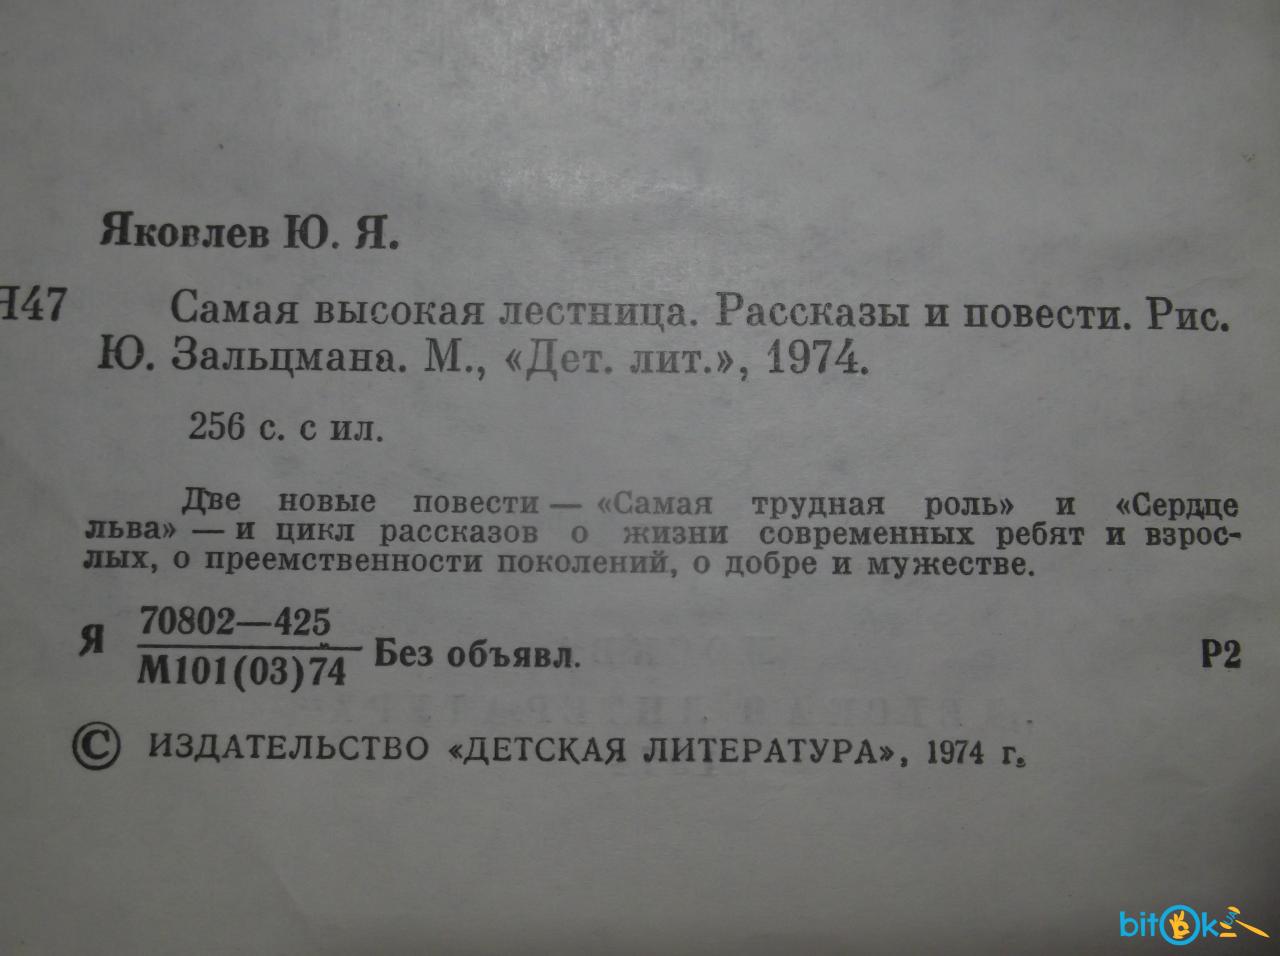 Яковлев Ю. Я.
Я47 Самая высокая лестница. Рассказы и повести. Рис.
Ю. Зальцмана. М., «Дет. лит.», 1974.
256 с. с ил.
Две новые повести — «Самая трудная роль» и «Сердце
льва» — и цикл рассказов о жизни современных ребят и взрос-
лых, о преемственности поколений, о добре и мужестве.
Я 70802—425
М101(03)74 Без объявл. Р2
© ИЗДАТЕЛЬСТВО «ДЕТСКАЯ ЛИТЕРАТУРА», 1974 г.
bitOk UA